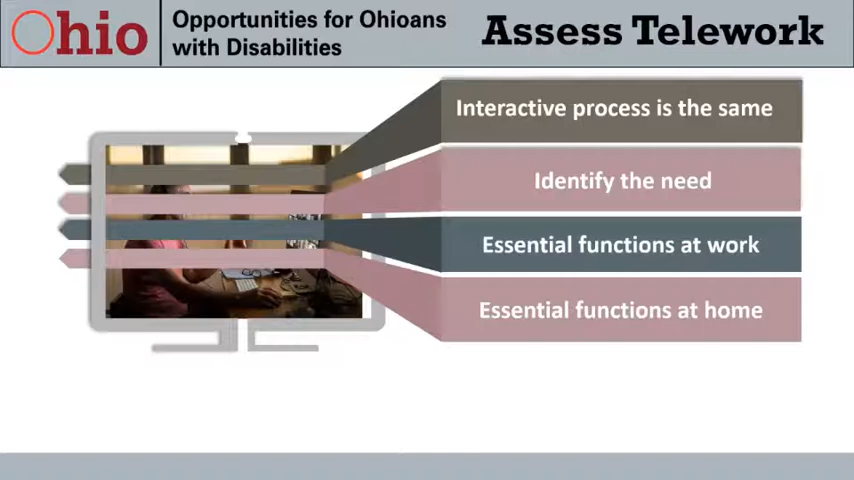 Ohio
Opportunities for Ohioans
with Disabilities
Assess Telework
Interactive process is the same
Identify the need
Essential functions at work
Essential functions at home